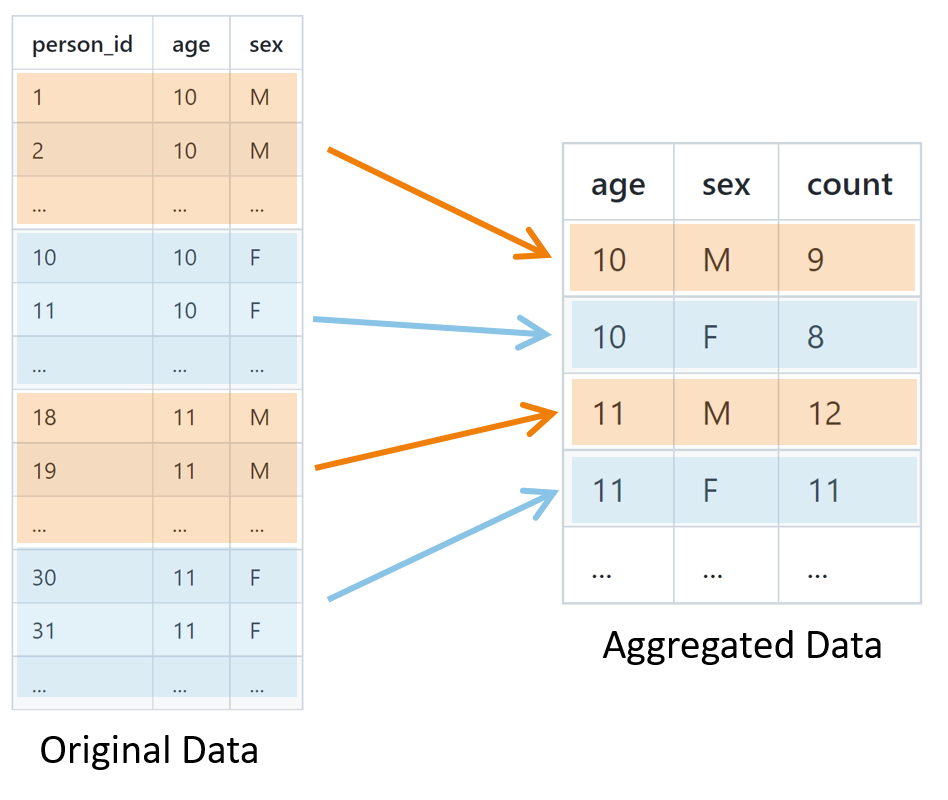 person_id age sex
1 10 M
2 10 M
... ... ...
10 10 F
11 10 F
... ... ...
18 11 M
19 11 M
... ... ...
30 11 F
31 11 F
... ... ...
Original Data
age sex count
10 M 9
10 F 8
11 M 12
11 F 11
... ... ...
Aggregated Data